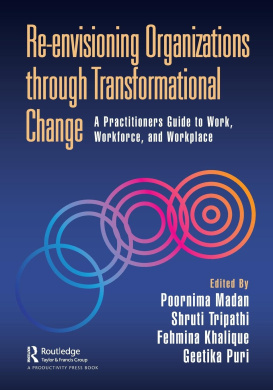 Re-envisioning Organizations
through Transformational
Change
A Practitioners Guide to Work,
Workforce, and Workplace
Edited By
Poornima Madan
Shruti Tripathi
Fehmina Khalique
Geetika Puri
Routledge
Taylor & Francis Group
A PRODUCTIVITY PRESS BOOK